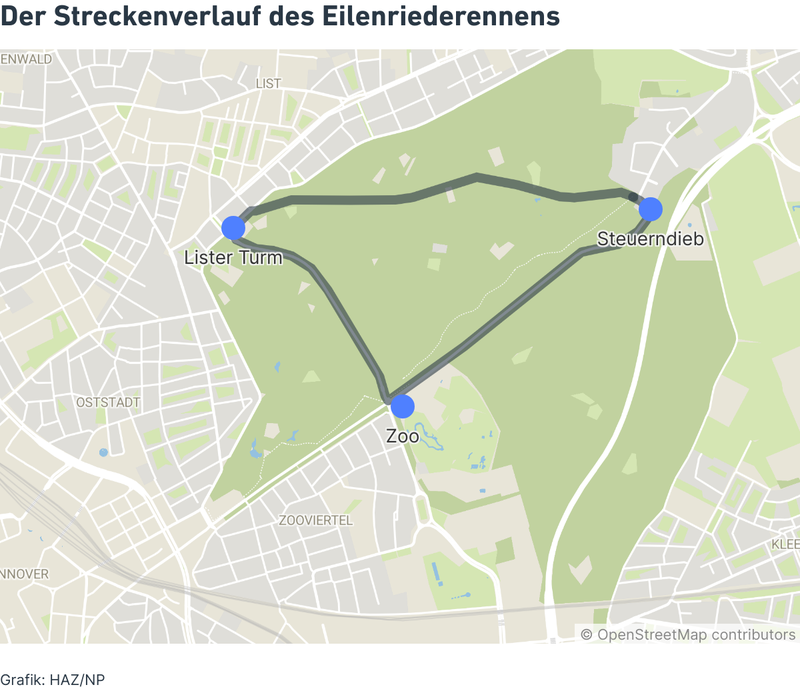 Der Streckenverlauf des Eilenriederennens
ENWALD
LIST
Lister Turm
Steuerndieb
OSTSTADT
Zoo
ZOOVIERTEL
KLEE
NNOVER
© OpenStreetMap contributors
Grafik: HAZ/NP